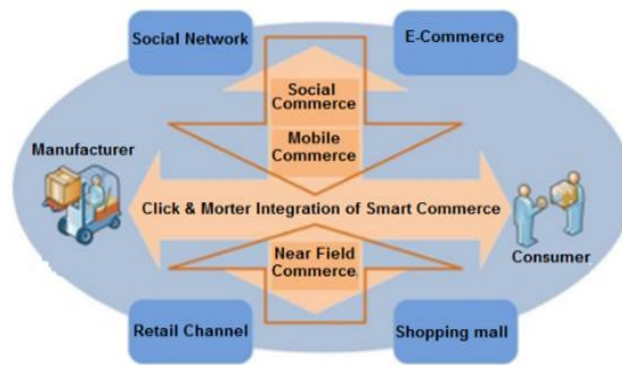 Social Network
E-Commerce
Social
Commerce
Manufacturer
Mobile
Commerce
Click & Morter Integration of Smart Commerce
Near Field
Commerce
Consumer
Retail Channel
Shopping mall